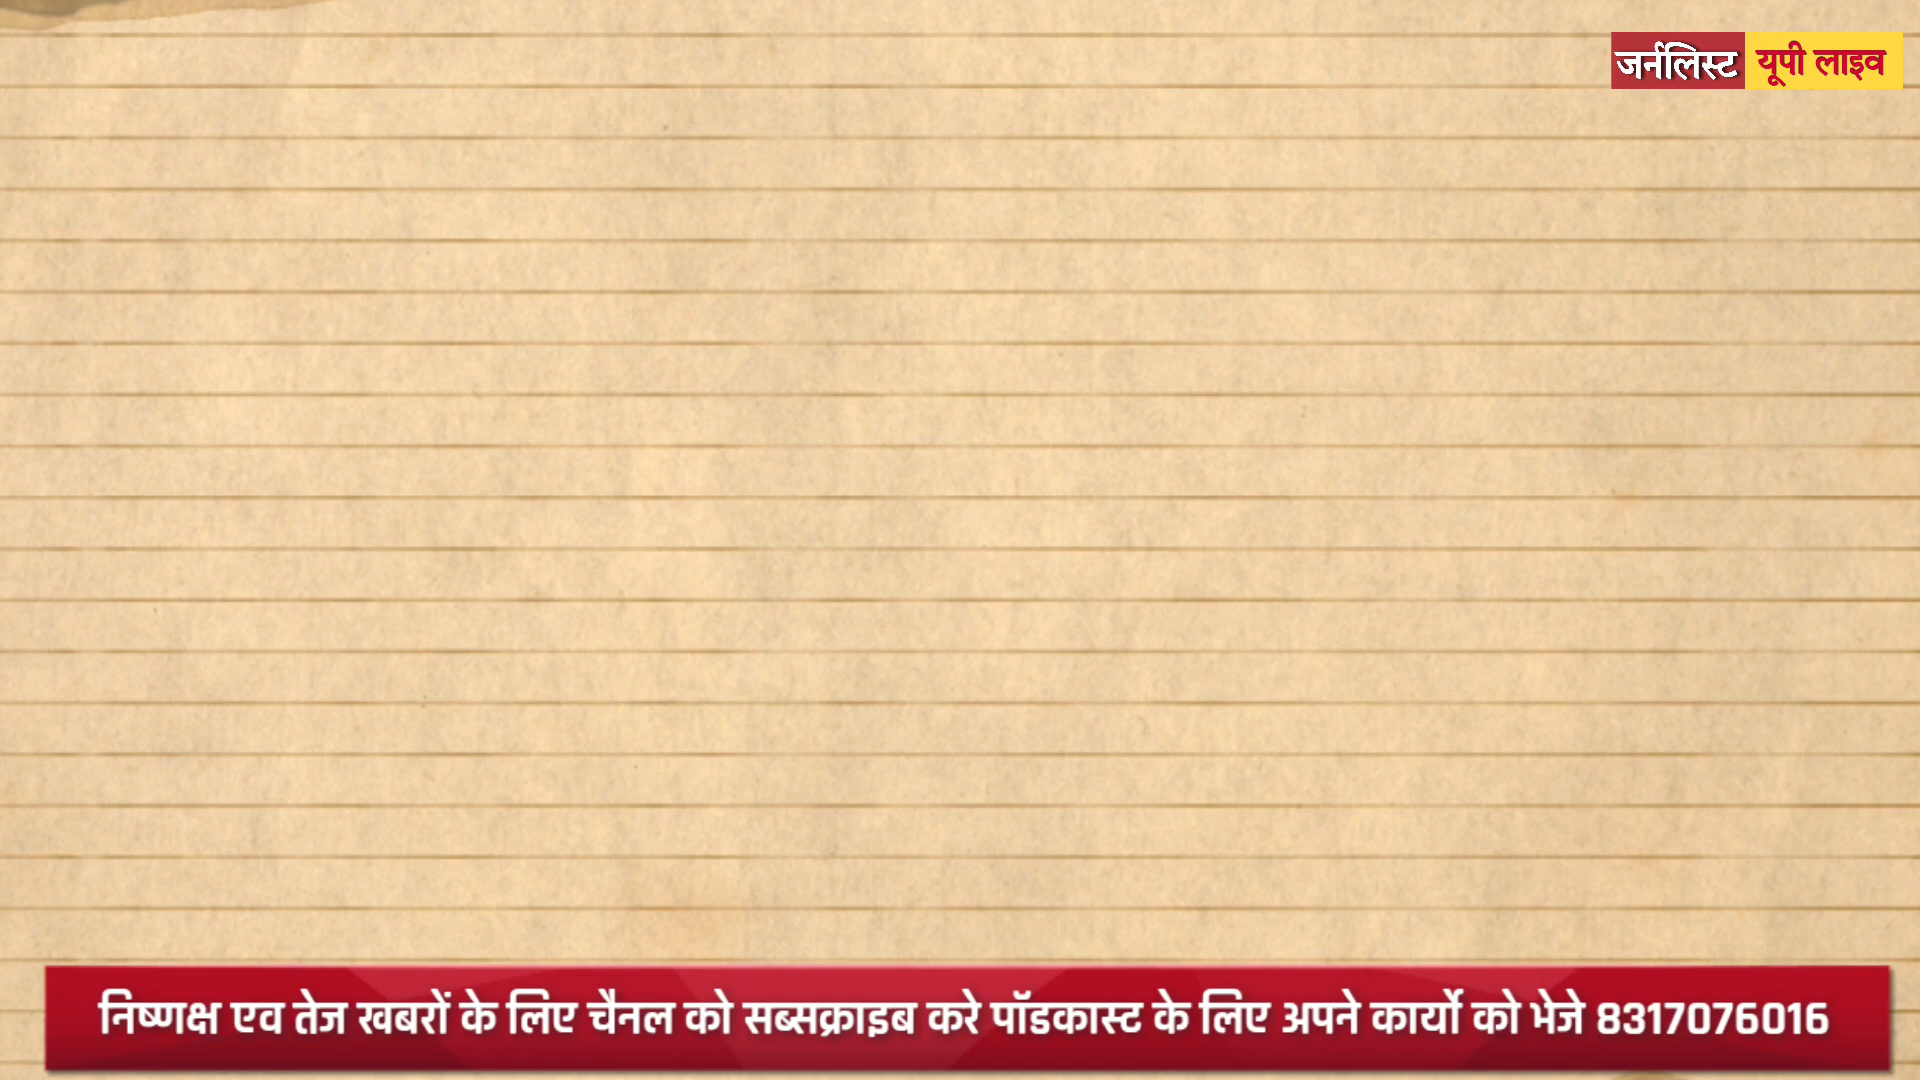 जर्नलिस्ट यूपी लाइव
निष्णक्ष एव तेज खबरों के लिए चैनल को सब्सक्राइब करे पॉडकास्ट के लिए अपने कार्यो को भेजे 8317076016